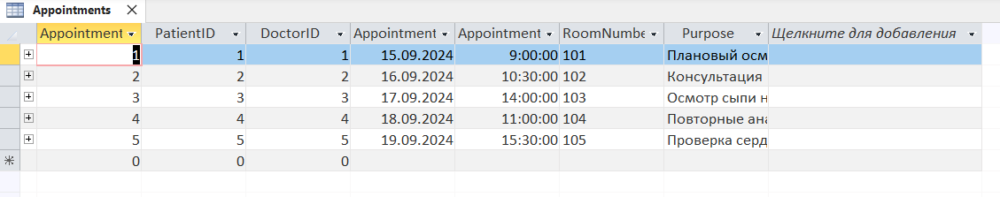 Appointments
Appointment PatientID DoctorID Appointment Appointment RoomNumbe Purpose Щелкните для добавления
1 1 1 15.09.2024 9:00:00 101 Плановый осм
2 2 2 16.09.2024 10:30:00 102 Консультация
3 3 3 17.09.2024 14:00:00 103 Осмотр сыпи н
4 4 4 18.09.2024 11:00:00 104 Повторные ана
5 5 5 19.09.2024 15:30:00 105 Проверка серд
0 0 0